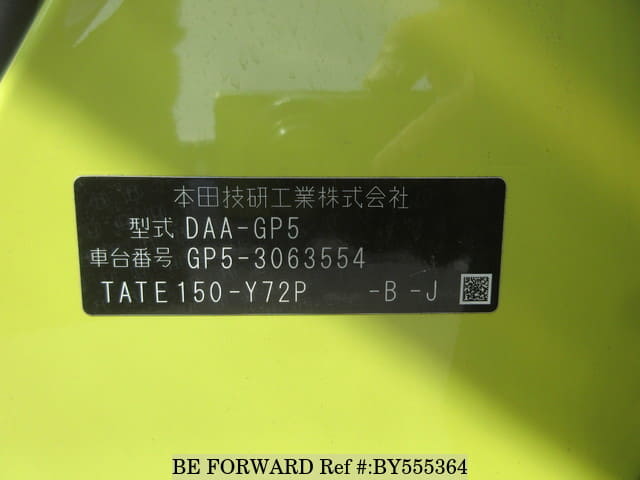 本田技研工業株式会社
型式 DAA-GP5
車台番号 GP5-3063554
TATE150-Y72P -B -J
BE FORWARD Ref #:BY555364